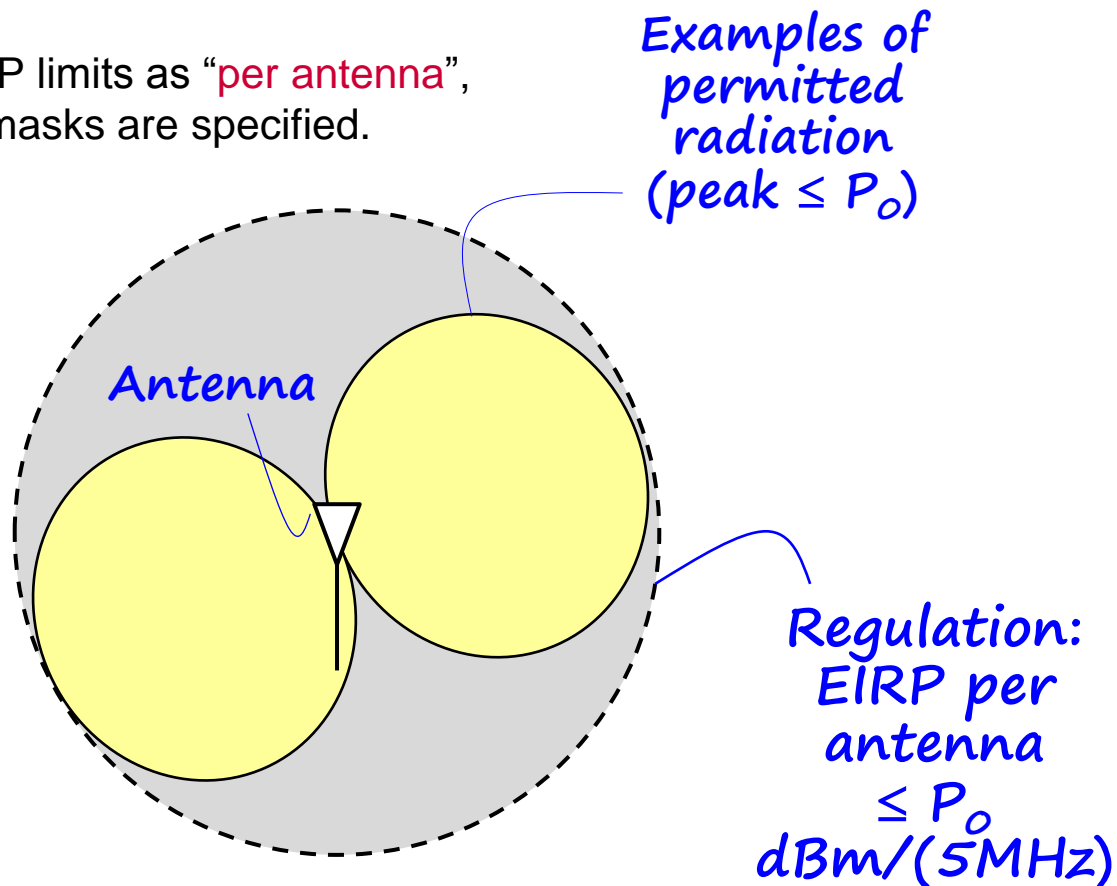 P limits as “per antenna”,
masks are specified.
Examples of
permitted
radiation
(peak ≤ Po)
Antenna
Regulation:
EIRP per
antenna
≤ Po
dBm/(5MHz)